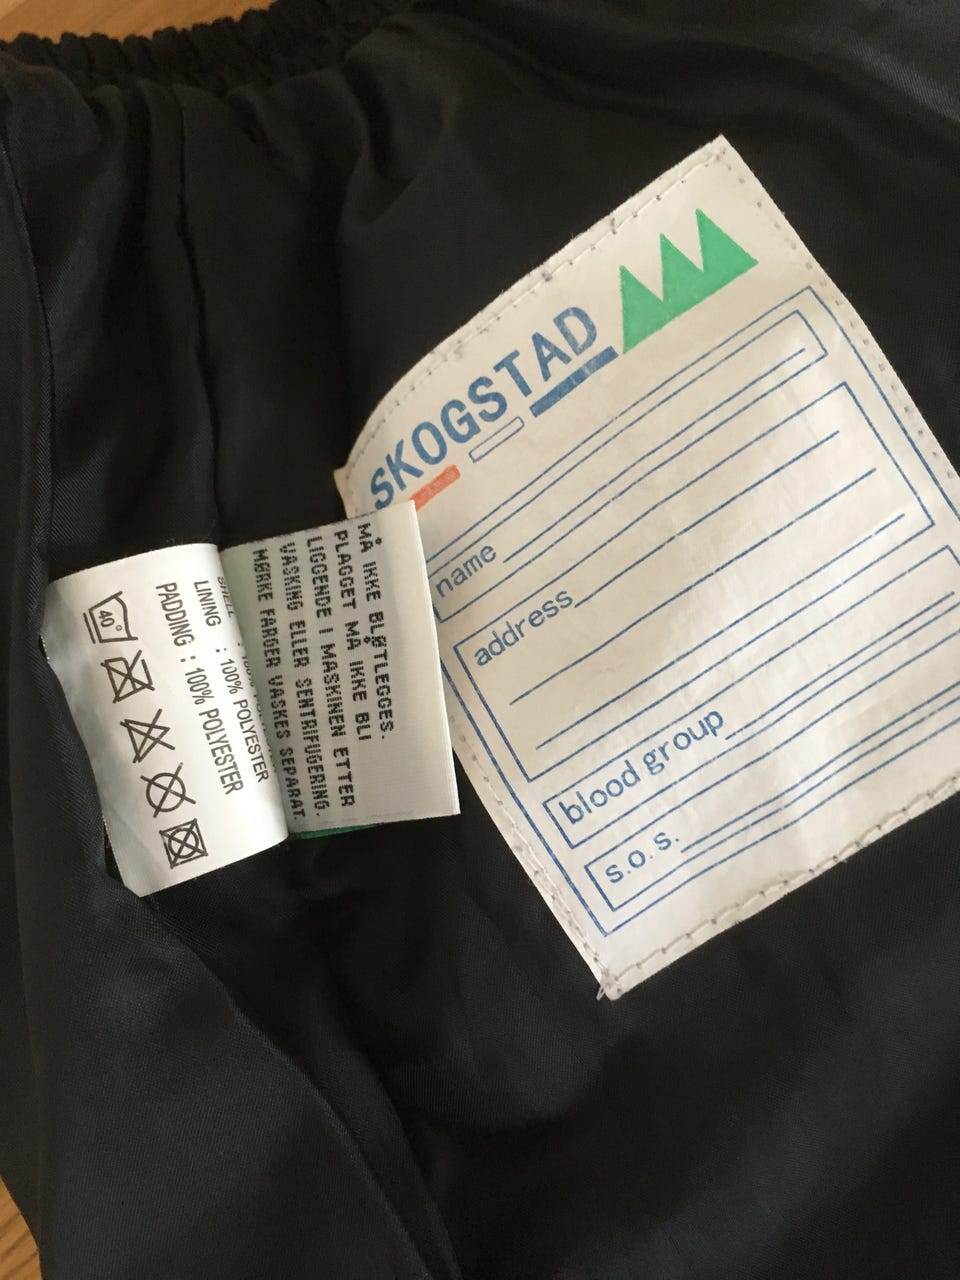 SKOGSTAD
name
address
blood group
s.o.s.
MÅ IKKE BLØTLEGGES.
PLAGGET MÅ IKKE BLI
LIGGENDE I MASKINEN ETTER
VASKING ELLER SENTRIFUGERING.
MØRKE FARGER VASKES SEPARAT.
LINING : 100% POLYESTER
PADDING : 100% POLYESTER
40°